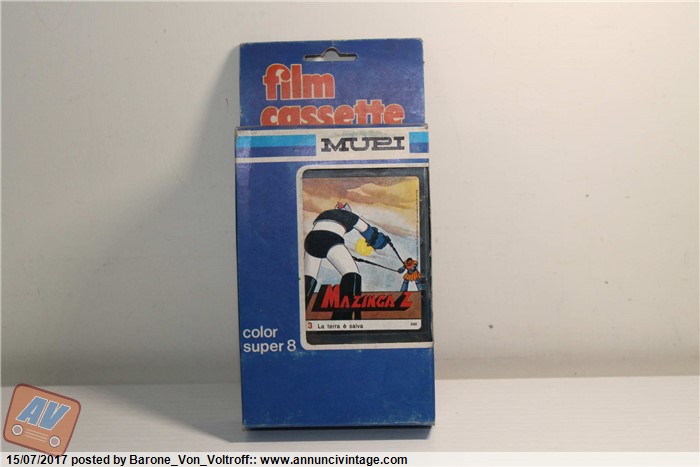 film
cassette
MUPI
MAZINGA Z
3 La terra è salva
color
super 8
AV
15/07/2017 posted by Barone_Von_Voltroff:: www.annuncivintage.com